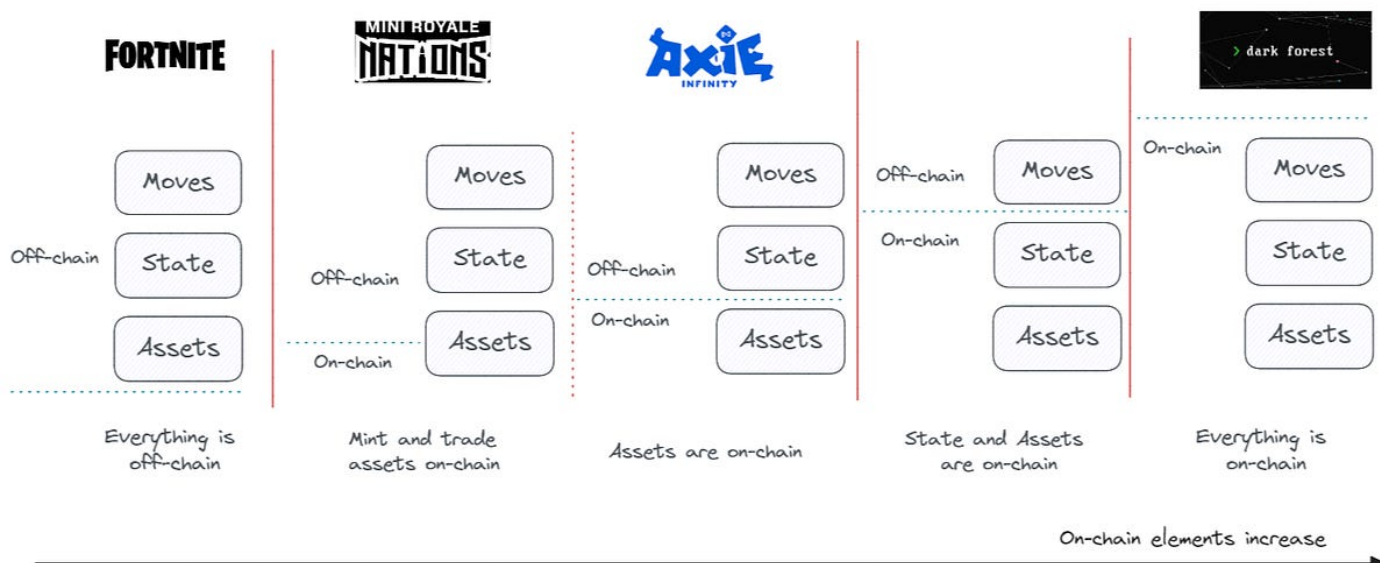 FORTNITE
MINI ROYALE
NATIONS
AXIE
INFINITY
> dark forest
Moves
State
Assets
Off-chain
Everything is
off-chain
Moves
State
Assets
Off-chain
On-chain
Mint and trade
assets on-chain
Moves
State
Assets
Off-chain
On-chain
Assets are on-chain
Moves
State
Assets
Off-chain
On-chain
State and Assets
are on-chain
On-chain
Moves
State
Assets
Everything is
on-chain
On-chain elements increase